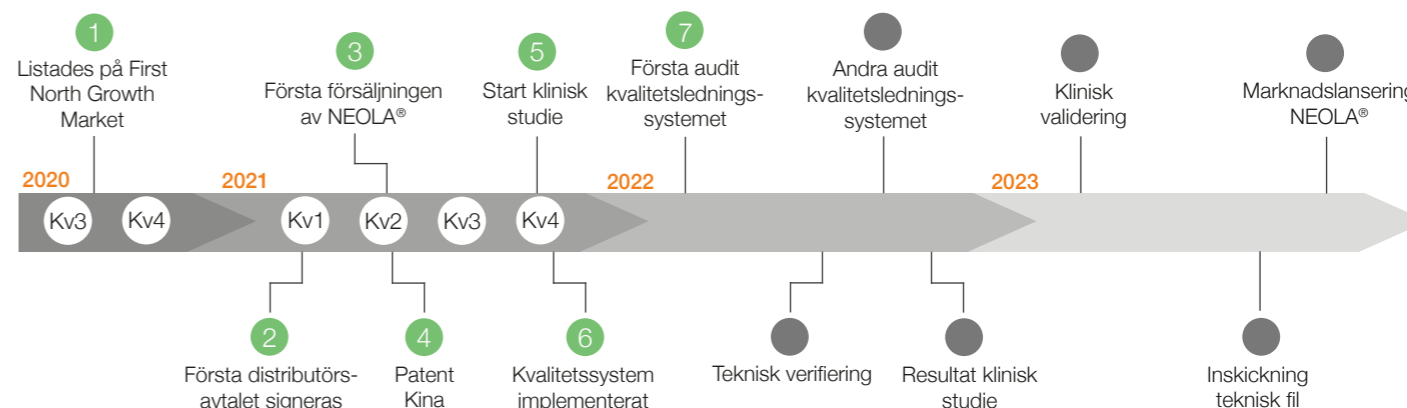 1
Listades på First
North Growth
Market
3
Första försäljningen
av NEOLA®
5
Start klinisk
studie
7
Första audit
kvalitetslednings-
systemet
Andra audit
kvalitetslednings-
systemet
Klinisk
validering
Marknadslansering
NEOLA®
2020
2021
2022
2023
Kv3
Kv4
Kv1
Kv2
Kv3
Kv4
2
Första distributörs-
avtalet signeras
4
Patent
Kina
6
Kvalitetssystem
implementerat
Teknisk verifiering
Resultat klinisk
studie
Inskickning
teknisk fil